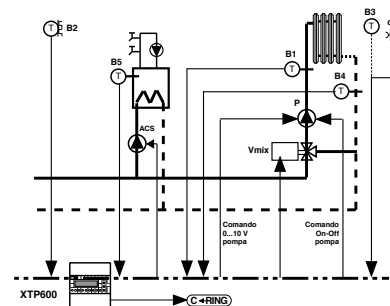 B2
B3
B5
B1
B4
T
T
T
T
T
P
ACS
Vmix
Comando
0...10 V
pompa
Comando
On-Off
pompa
XTP600
C RING